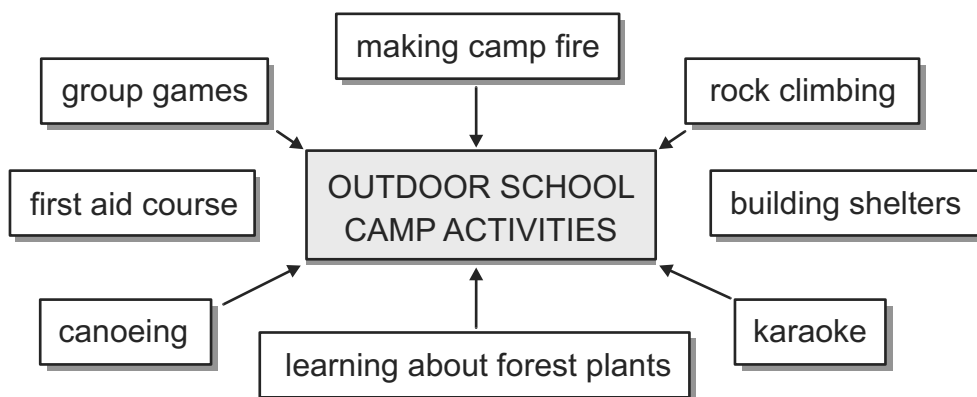 making camp fire
group games
rock climbing
OUTDOOR SCHOOL
CAMP ACTIVITIES
first aid course
building shelters
canoeing
karaoke
learning about forest plants